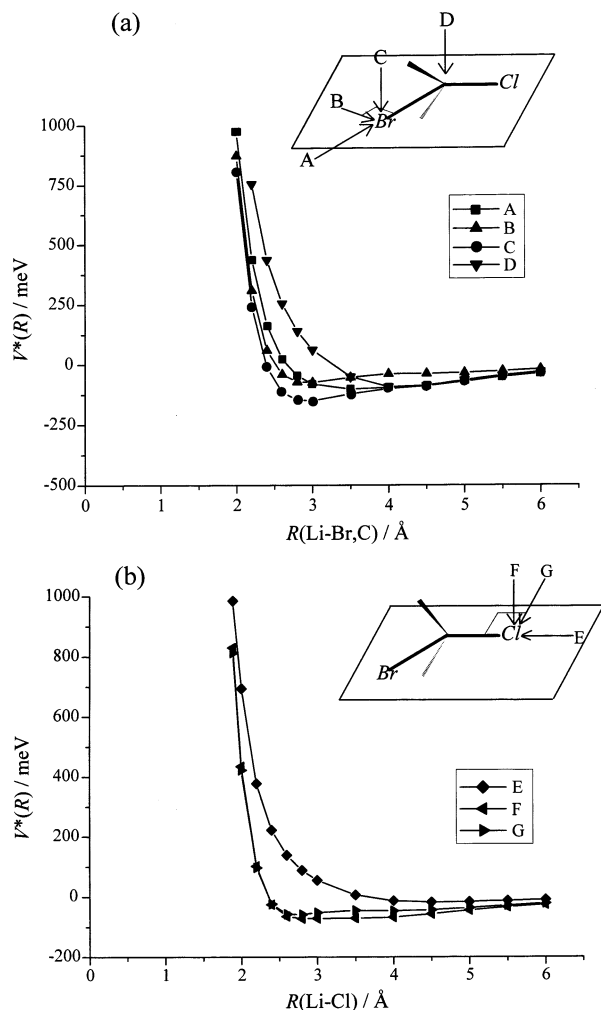 (a)
D
C
Cl
B
Br
A
1000
750
500
250
0
-250
-500
V*(R) / meV
A
B
C
D
0 1 2 3 4 5 6
R(Li-Br,C) / Å
(b)
F G
Cl
E
Br
1000
800
600
400
200
0
-200
V*(R) / meV
E
F
G
0 1 2 3 4 5 6
R(Li-Cl) / Å